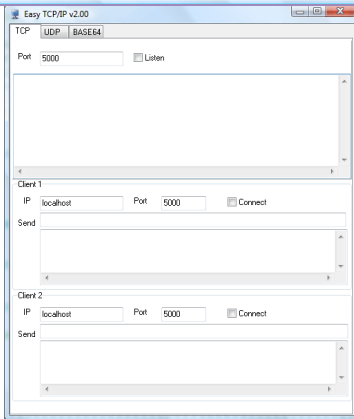 Easy TCP/IP v2.00
TCP UDP BASE64
Port 5000 Listen
Client 1
IP localhost Port 5000 Connect
Send
Client 2
IP localhost Port 5000 Connect
Send